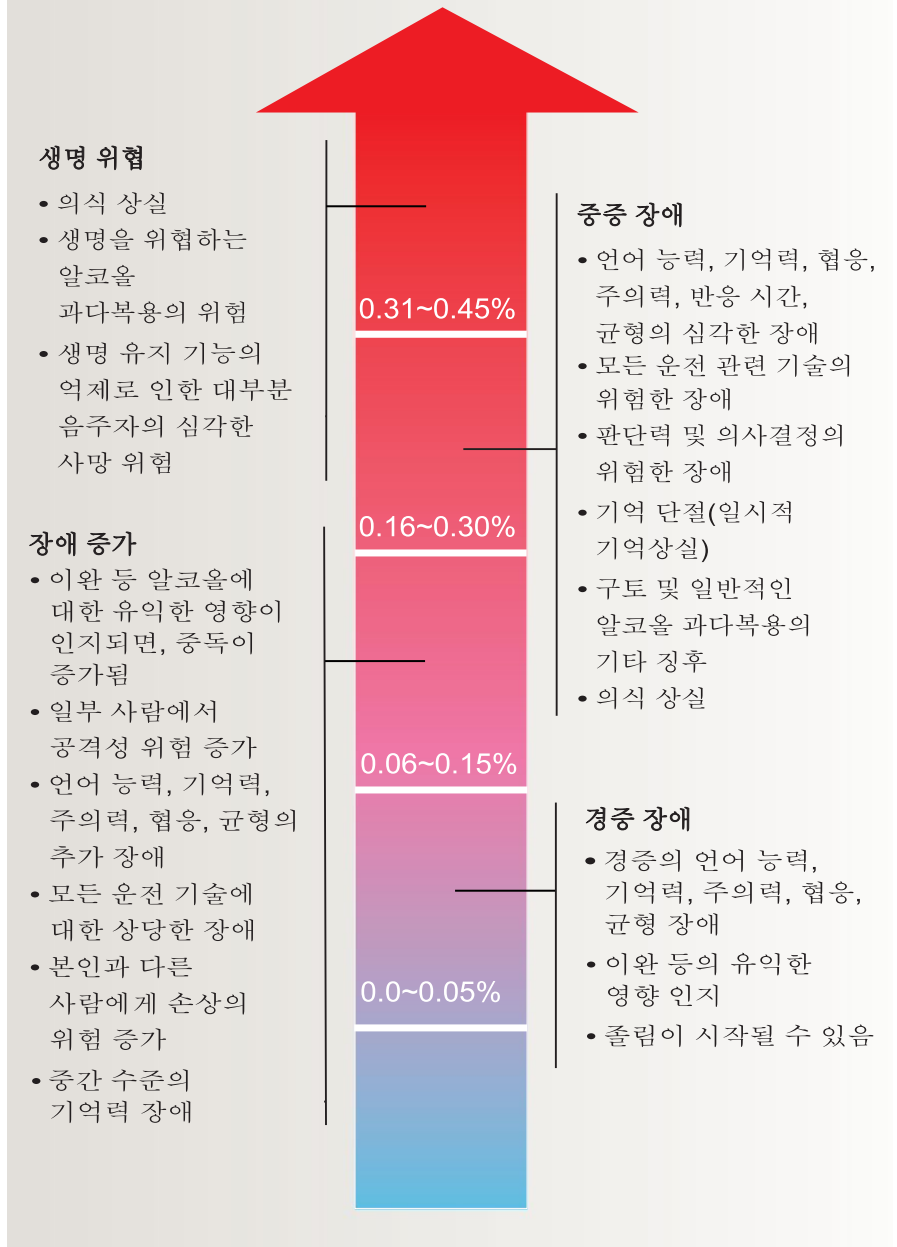 생명 위협
• 의식 상실
• 생명을 위협하는
알코올
과다복용의 위험
• 생명 유지 기능의
억제로 인한 대부분
음주자의 심각한
사망 위험
0.31~0.45%
중증 장애
• 언어 능력, 기억력, 협응,
주의력, 반응 시간,
균형의 심각한 장애
• 모든 운전 관련 기술의
위험한 장애
• 판단력 및 의사결정의
위험한 장애
• 기억 단절(일시적
기억상실)
• 구토 및 일반적인
알코올 과다복용의
기타 징후
• 의식 상실
0.16~0.30%
장애 증가
• 이완 등 알코올에
대한 유익한 영향이
인지되면, 중독이
증가됨
• 일부 사람에서
공격성 위험 증가
• 언어 능력, 기억력,
주의력, 협응, 균형의
추가 장애
• 모든 운전 기술에
대한 상당한 장애
• 본인과 다른
사람에게 손상의
위험 증가
• 중간 수준의
기억력 장애
0.06~0.15%
경증 장애
• 경증의 언어 능력,
기억력, 주의력, 협응,
균형 장애
• 이완 등의 유익한
영향 인지
• 졸림이 시작될 수 있음
0.0~0.05%